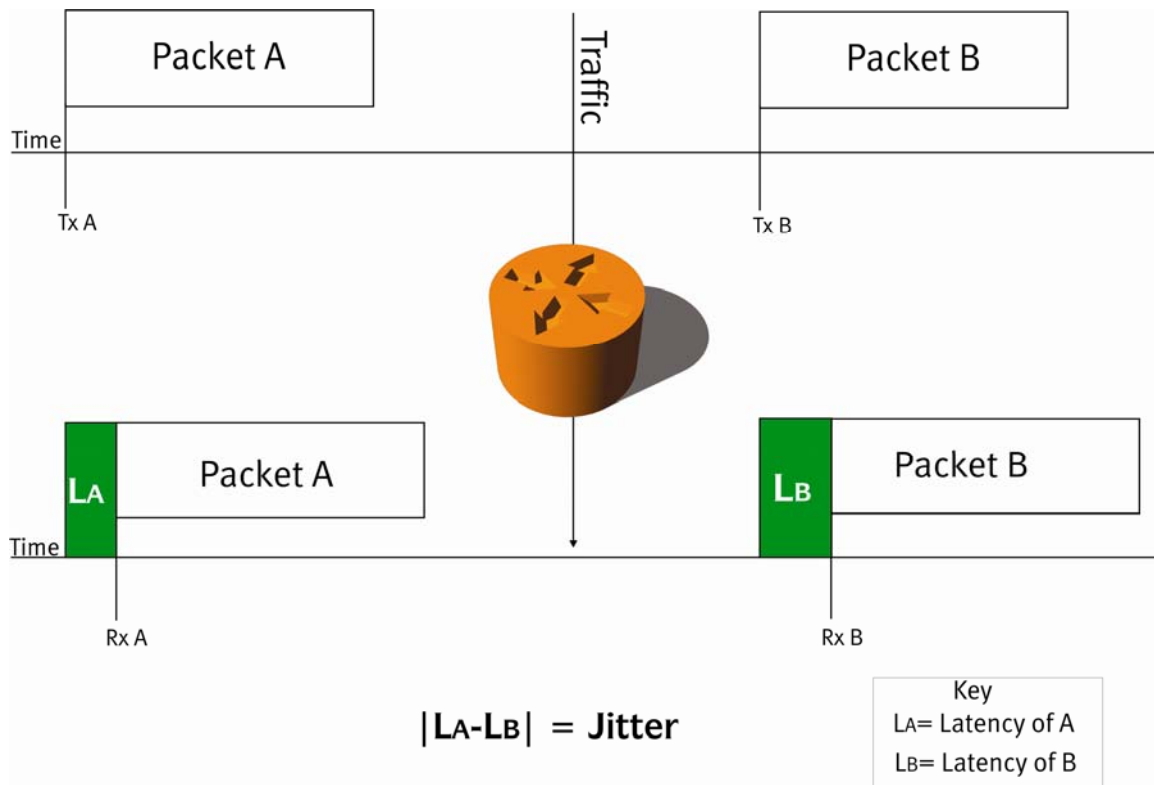 Packet A
Traffic
Packet B
Time
Tx A
Tx B
LA
Packet A
LB
Packet B
Time
Rx A
Rx B
|LA-LB| = Jitter
Key
LA= Latency of A
LB= Latency of B